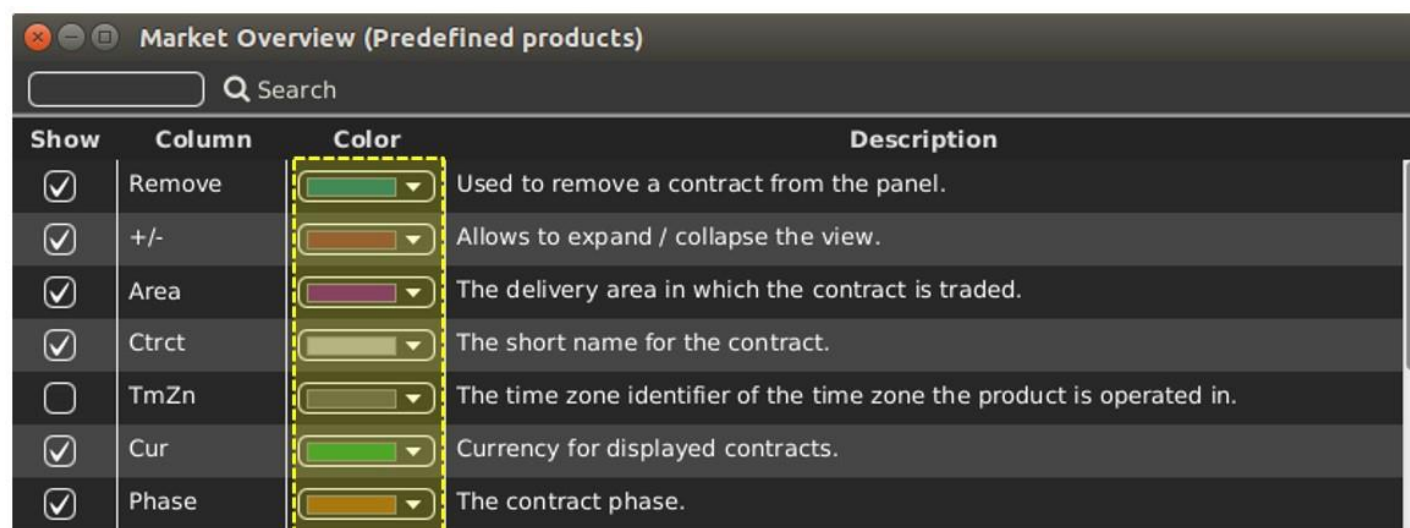 Market Overview (Predefined products)
Search
Show Column Color Description
Remove Used to remove a contract from the panel.
+/- Allows to expand / collapse the view.
Area The delivery area in which the contract is traded.
Ctrct The short name for the contract.
TmZn The time zone identifier of the time zone the product is operated in.
Cur Currency for displayed contracts.
Phase The contract phase.